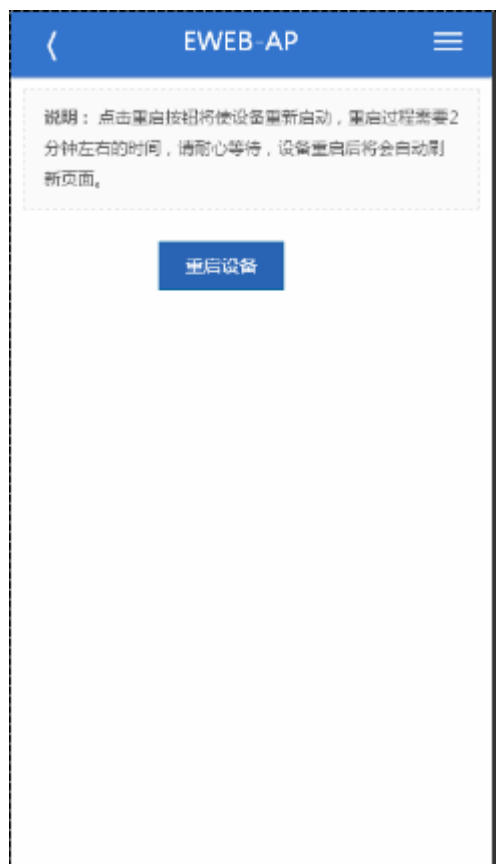 EWEB-AP
说明：点击重启按钮将使设备重新启动，重启过程需要2
分钟左右的时间，请耐心等待，设备重启后将会自动刷
新页面。
重启设备